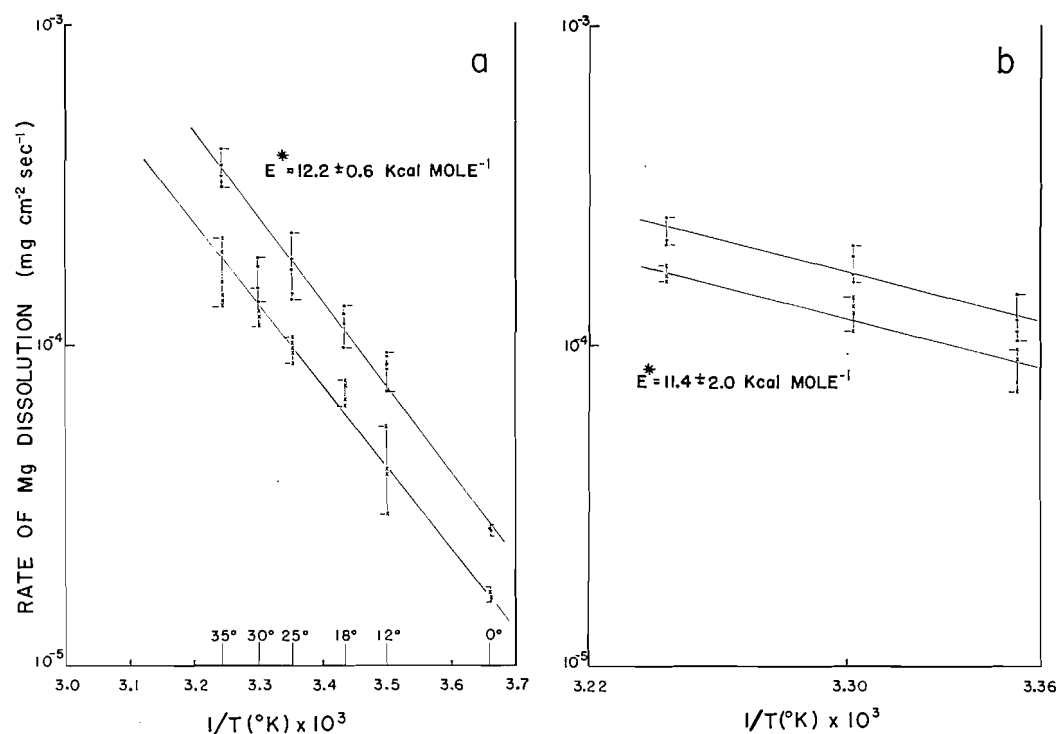 RATE OF Mg DISSOLUTION (mg cm⁻² sec⁻¹)
10⁻³
a
E* = 12.2 ± 0.6 Kcal MOLE⁻¹
10⁻⁴
35° 30° 25° 18° 12° 0°
10⁻⁵
3.0 3.1 3.2 3.3 3.4 3.5 3.6 3.7
1/T(°K) x 10³
10⁻³
b
10⁻⁴
E* = 11.4 ± 2.0 Kcal MOLE⁻¹
10⁻⁵
3.22 3.30 3.36
1/T(°K) x 10³